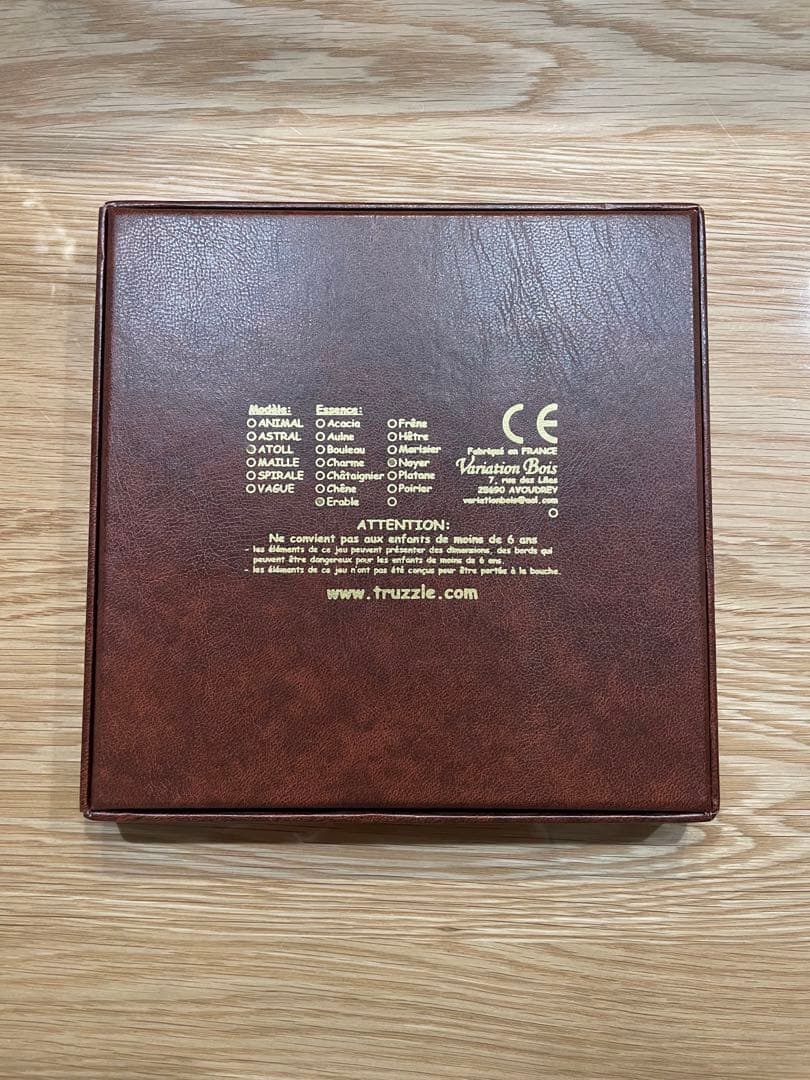 Modèle:
ANIMAL
ASTRAL
ATOLL
MAILLE
SPIRALE
VAGUE
Essence:
Acacia
Aulne
Bouleau
Charme
Châtaignier
Chêne
Erable
Frêne
Hêtre
Merisier
Noyer
Platane
Poirier
CE
Fabriqué en FRANCE
Variation Bois
7, rue des Lilas
25690 AVOUDREY
variationbois@aol.com
ATTENTION:
Ne convient pas aux enfants de moins de 6 ans
- les éléments de ce jeu peuvent présenter des dimensions, des bords qui
peuvent être dangereux pour les enfants de moins de 6 ans.
- les éléments de ce jeu n'ont pas été conçus pour être portés à la bouche.
www.truzzle.com